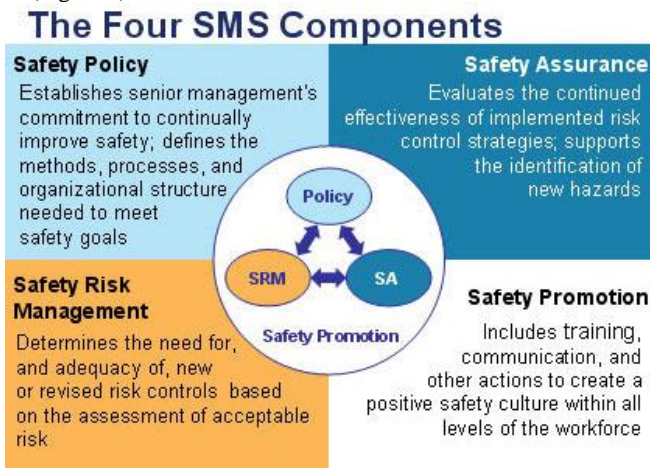 The Four SMS Components
Safety Policy
Establishes senior management's
commitment to continually
improve safety; defines the
methods, processes, and
organizational structure
needed to meet
safety goals
Safety Assurance
Evaluates the continued
effectiveness of implemented risk
control strategies; supports
the identification of
new hazards
Policy
SRM
SA
Safety Promotion
Safety Risk
Management
Determines the need for,
and adequacy of, new
or revised risk controls based
on the assessment of acceptable
risk
Safety Promotion
Includes training,
communication, and
other actions to create a
positive safety culture within all
levels of the workforce